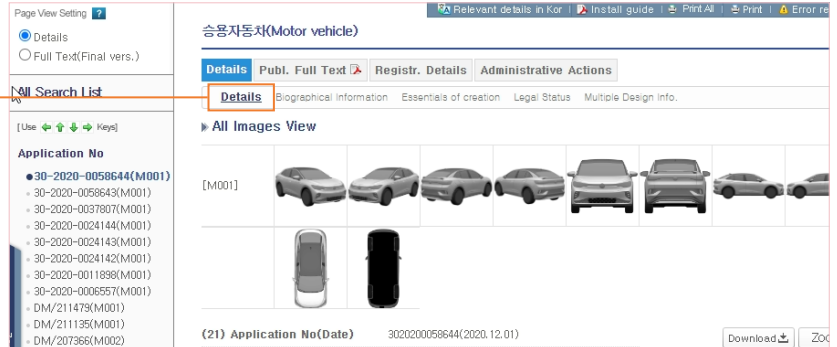 Page View Setting ?
Details
Full Text(Final vers.)
All Search List
[Use Keys]
Application No
30-2020-0058644(M001)
30-2020-0058643(M001)
30-2020-0037807(M001)
30-2020-0024144(M001)
30-2020-0024143(M001)
30-2020-0024142(M001)
30-2020-0011898(M001)
30-2020-0006557(M001)
DM/211479(M001)
DM/211135(M001)
DM/207366(M002)
Relevant details in Kor | Install guide | Print All | Print | Error re
승용자동차(Motor vehicle)
Details Publ. Full Text Registr. Details Administrative Actions
Details Biographical Information Essentials of creation Legal Status Multiple Design Info.
All Images View
[M001]
(21) Application No(Date) 3020200058644(2020.12.01)
Download Zoo